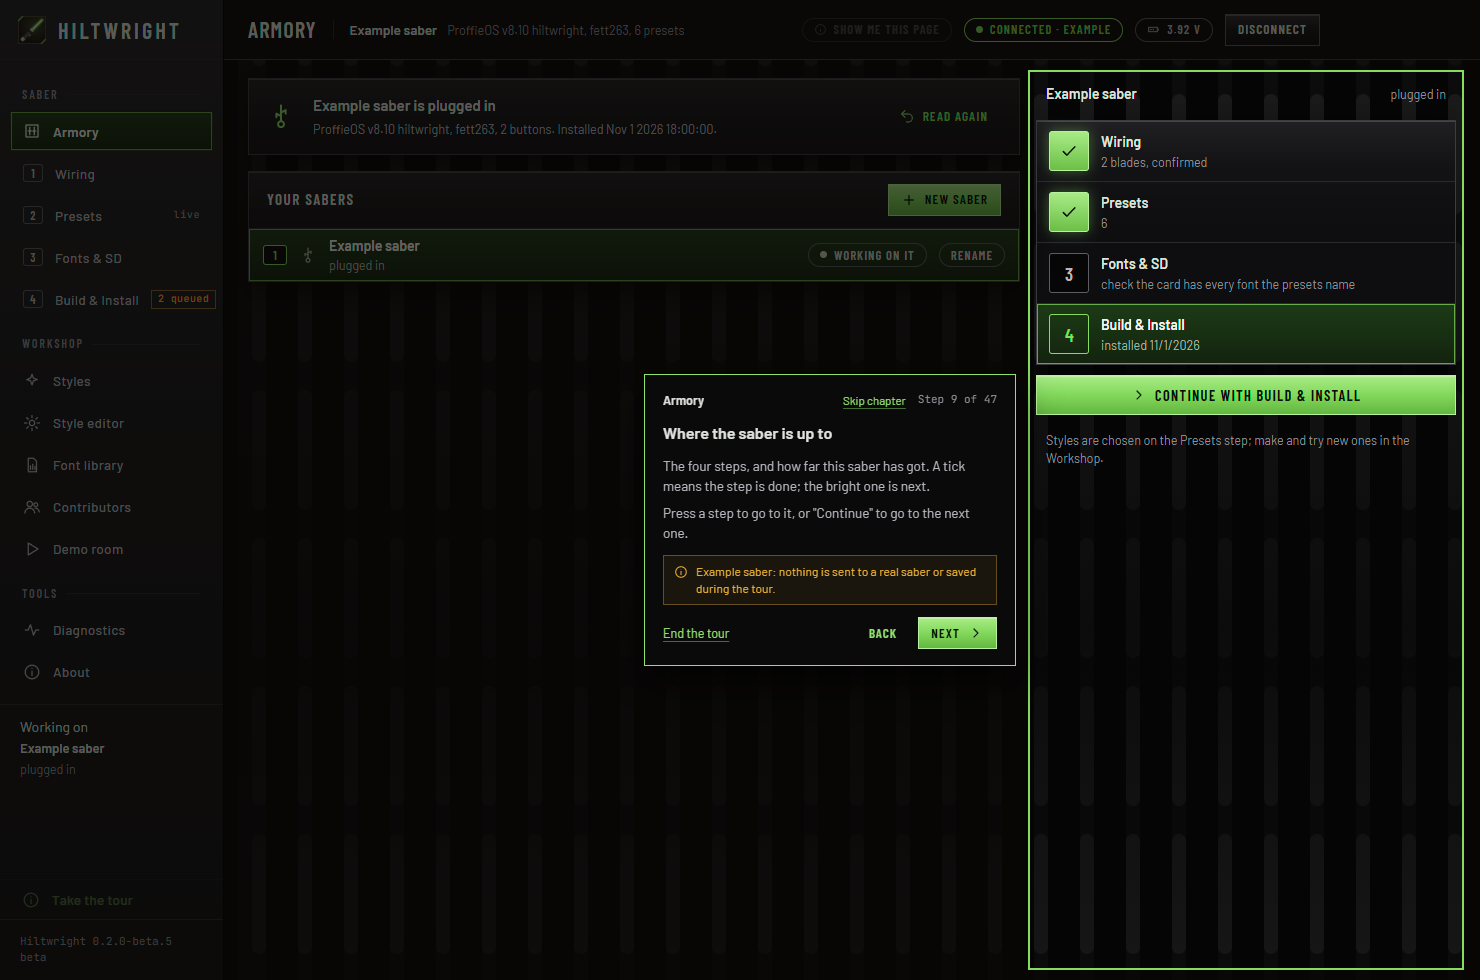 HILTWRIGHT
SABER
Armory
1 Wiring
2 Presets live
3 Fonts & SD
4 Build & Install 2 queued
WORKSHOP
Styles
Style editor
Font library
Contributors
Demo room
TOOLS
Diagnostics
About
Working on
Example saber
plugged in
Take the tour
Hiltwright 0.2.0-beta.5
beta
ARMORY
Example saber ProffieOS v8.10 hiltwright, fett263, 6 presets
SHOW ME THIS PAGE
CONNECTED · EXAMPLE
3.92 V
DISCONNECT
Example saber is plugged in
ProffieOS v8.10 hiltwright, fett263, 2 buttons. Installed Nov 1 2026 18:00:00.
READ AGAIN
YOUR SABERS
NEW SABER
1 Example saber
plugged in
WORKING ON IT
RENAME
Armory Skip chapter Step 9 of 47
Where the saber is up to
The four steps, and how far this saber has got. A tick
means the step is done; the bright one is next.
Press a step to go to it, or "Continue" to go to the next
one.
Example saber: nothing is sent to a real saber or saved
during the tour.
End the tour BACK NEXT
Example saber plugged in
Wiring
2 blades, confirmed
Presets
6
3 Fonts & SD
check the card has every font the presets name
4 Build & Install
installed 11/1/2026
CONTINUE WITH BUILD & INSTALL
Styles are chosen on the Presets step; make and try new ones in the
Workshop.